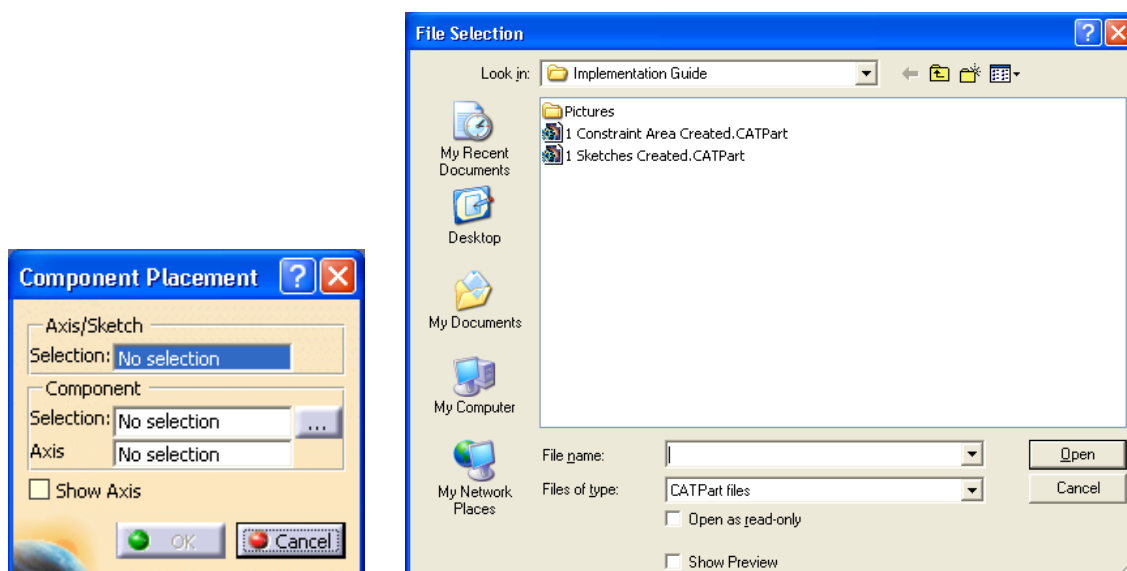 Component Placement
Axis/Sketch
Selection: No selection
Component
Selection: No selection ...
Axis No selection
Show Axis
OK Cancel
File Selection
Look in: Implementation Guide
Pictures
1 Constraint Area Created.CATPart
1 Sketches Created.CATPart
My Recent
Documents
Desktop
My Documents
My Computer
My Network
Places
File name: Open
Files of type: CATPart files Cancel
Open as read-only
Show Preview